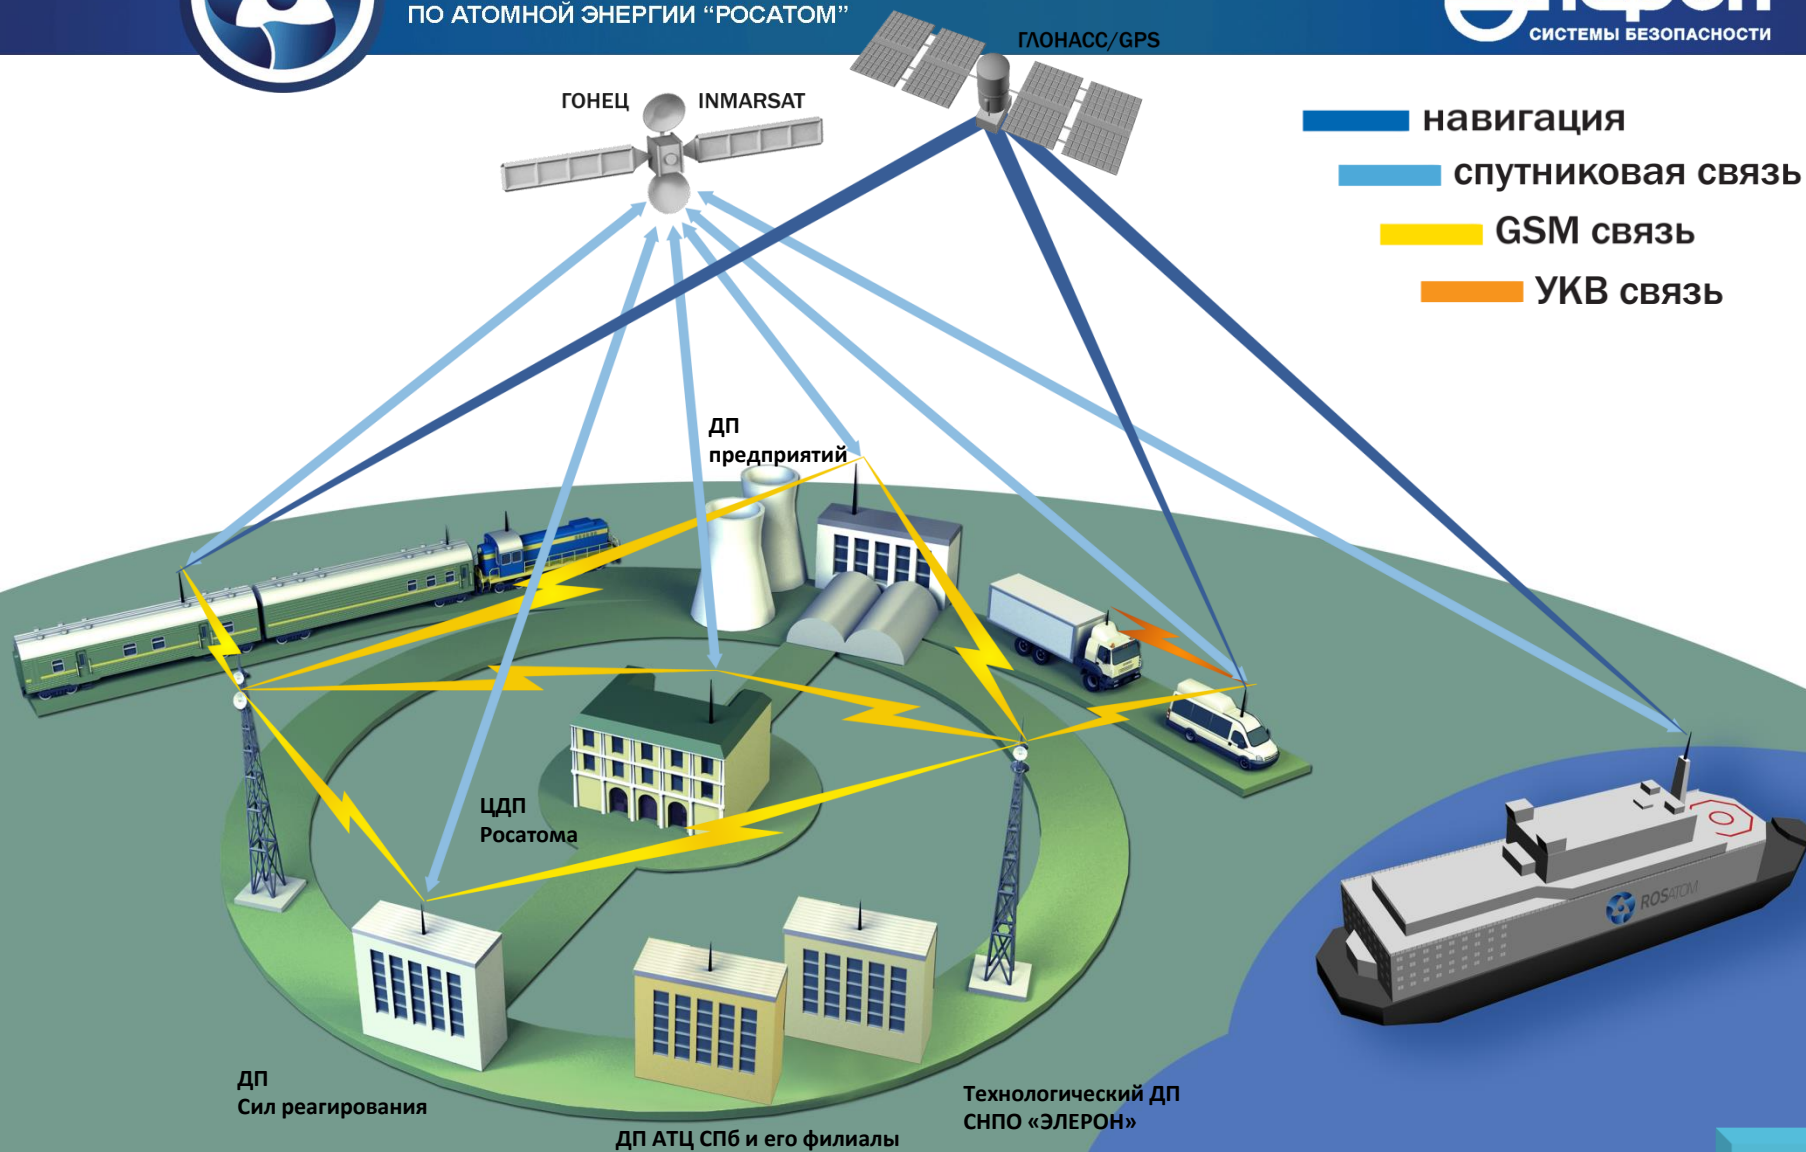 ПО АТОМНОЙ ЭНЕРГИИ “РОСАТОМ”
СИСТЕМЫ БЕЗОПАСНОСТИ
ГЛОНАСС/GPS
ГОНЕЦ INMARSAT
навигация
спутниковая связь
GSM связь
УКВ связь
ДП
предприятий
ЦДП
Росатома
ROSATOM
ДП
Сил реагирования
Технологический ДП
СНПО «ЭЛЕРОН»
ДП АТЦ СПб и его филиалы